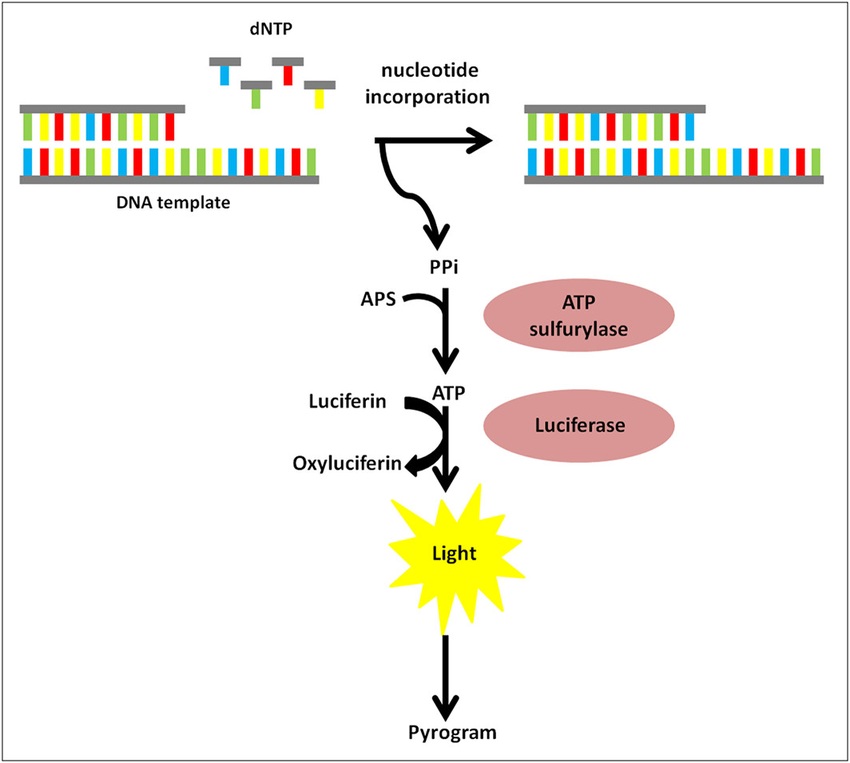 dNTP
nucleotide
incorporation
DNA template
PPi
APS
ATP
sulfurylase
ATP
Luciferin
Luciferase
Oxyluciferin
Light
Pyrogram